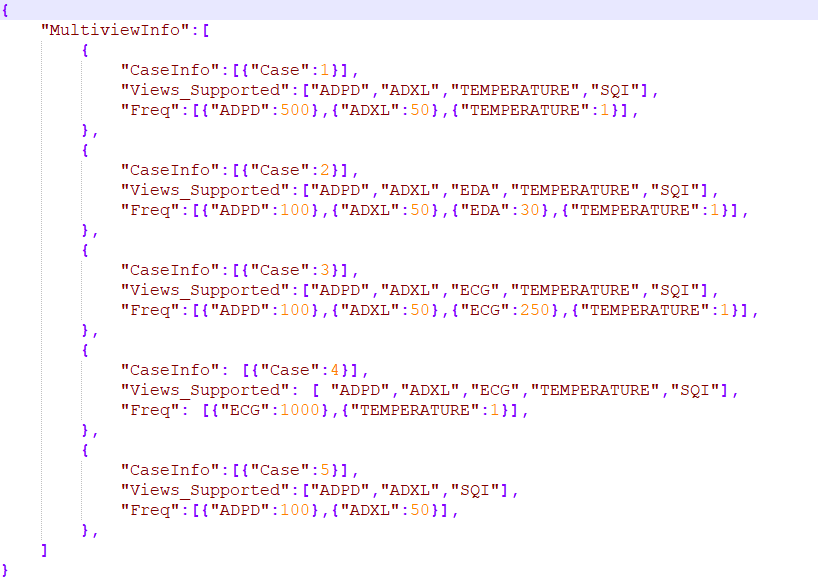 {
    "MultiviewInfo":[
        {
            "CaseInfo":[{"Case":1}],
            "Views_Supported":["ADPD","ADXL","TEMPERATURE","SQI"],
            "Freq":[{"ADPD":500},{"ADXL":50},{"TEMPERATURE":1}],
        },
        {
            "CaseInfo":[{"Case":2}],
            "Views_Supported":["ADPD","ADXL","EDA","TEMPERATURE","SQI"],
            "Freq":[{"ADPD":100},{"ADXL":50},{"EDA":30},{"TEMPERATURE":1}],
        },
        {
            "CaseInfo":[{"Case":3}],
            "Views_Supported":["ADPD","ADXL","ECG","TEMPERATURE","SQI"],
            "Freq":[{"ADPD":100},{"ADXL":50},{"ECG":250},{"TEMPERATURE":1}],
        },
        {
            "CaseInfo": [{"Case":4}],
            "Views_Supported": [ "ADPD","ADXL","ECG","TEMPERATURE","SQI"],
            "Freq": [{"ECG":1000},{"TEMPERATURE":1}],
        },
        {
            "CaseInfo":[{"Case":5}],
            "Views_Supported":["ADPD","ADXL","SQI"],
            "Freq":[{"ADPD":100},{"ADXL":50}],
        },
    ]
}